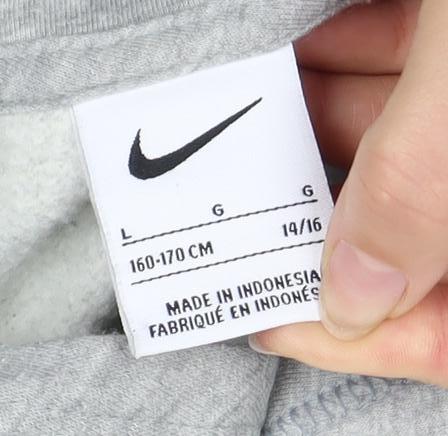 L G G
160-170 CM 14/16
MADE IN INDONESIA
FABRIQUÉ EN INDONÉS